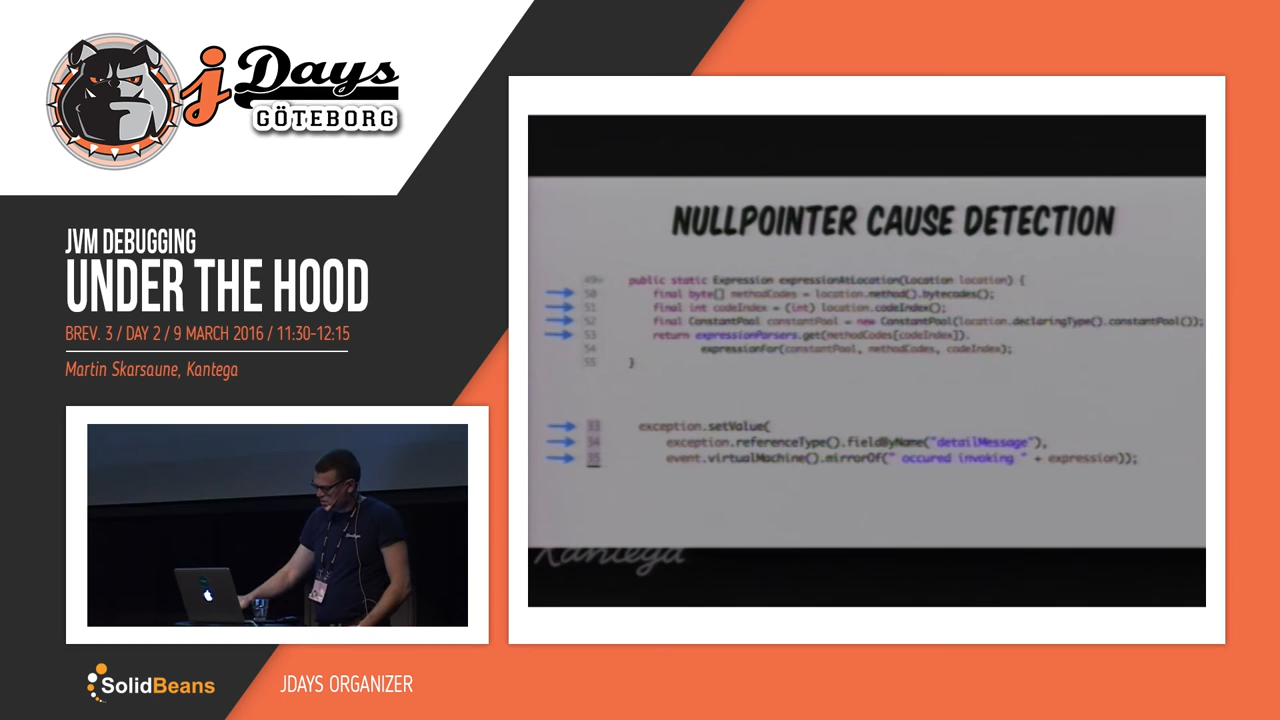 j Days
GÖTEBORG
JVM DEBUGGING
UNDER THE HOOD
BREV. 3 / DAY 2 / 9 MARCH 2016 / 11:30-12:15
Martin Skarsaune, Kantega
NULLPOINTER CAUSE DETECTION
49 public static Expression expressionAtLocation(Location location) {
50 final byte[] methodCodes = location.method().bytecodes();
51 final int codeIndex = (int) location.codeIndex();
52 final ConstantPool constantPool = new ConstantPool(location.declaringType().constantPool());
53 return expressionParsers.get(methodCodes[codeIndex]).
54 expressionFor(constantPool, methodCodes, codeIndex);
55 }
33 exception.setValue(
34 exception.referenceType().fieldByName("detailMessage"),
35 event.virtualMachine().mirrorOf(" occured invoking " + expression));
Kantega
SolidBeans
JDAYS ORGANIZER